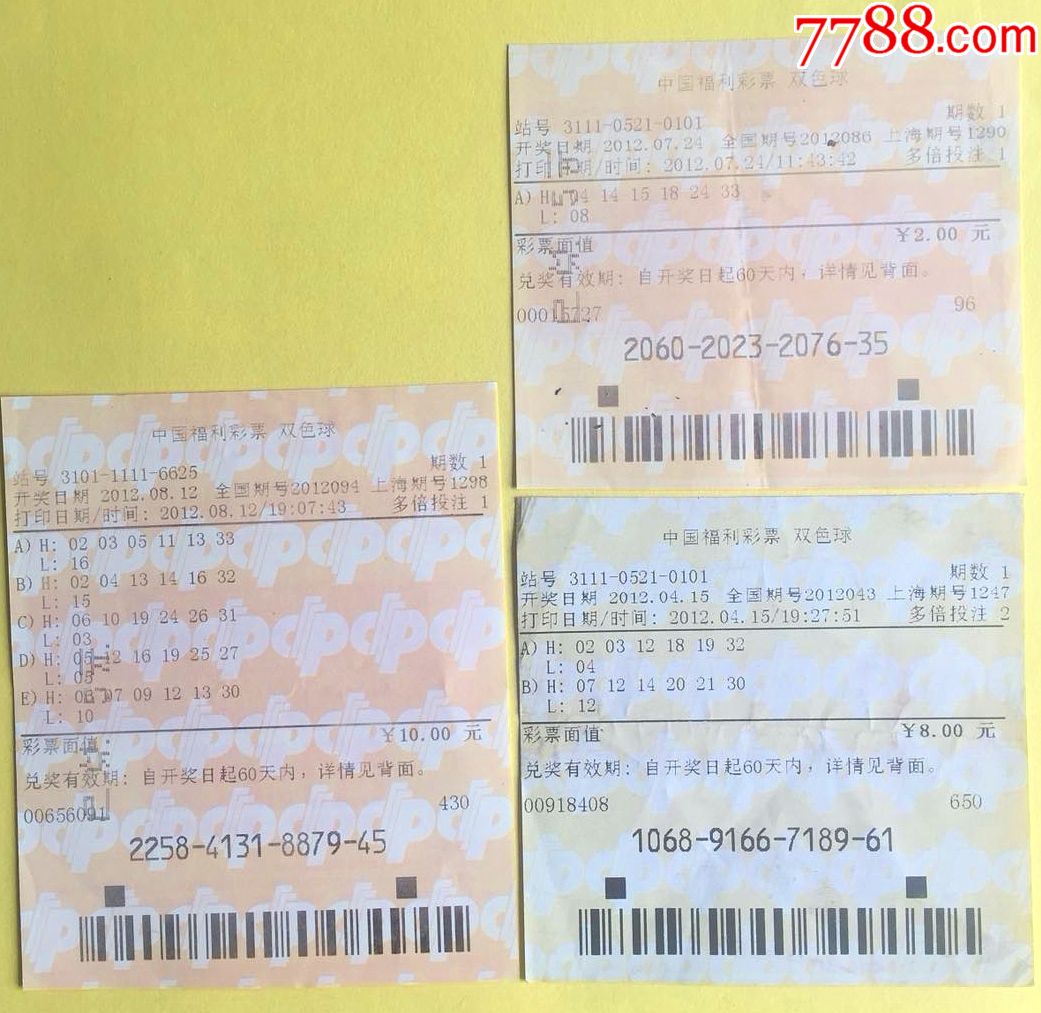 7788.com
中国福利彩票 双色球
期数 1
站号 3111-0521-0101
开奖日期 2012.07.24 全国期号2012086 上海期号1290
打印日期/时间: 2012.07.24/11:43:42 多倍投注 1
A) H: 04 14 15 18 24 33
L: 08
彩票面值 ¥2.00 元
兑奖有效期: 自开奖日起60天内, 详情见背面。
96
2060-2023-2076-35
中国福利彩票 双色球
期数 1
站号 3101-1111-6625
开奖日期 2012.08.12 全国期号2012094 上海期号1298
打印日期/时间: 2012.08.12/19:07:43 多倍投注 1
A) H: 02 03 05 11 13 33
L: 16
B) H: 02 04 13 14 16 32
L: 15
C) H: 06 10 19 24 26 31
L: 03
D) H: 05 12 16 19 25 27
L: 05
E) H: 07 09 12 13 30
L: 10
彩票面值 ¥10.00 元
兑奖有效期: 自开奖日起60天内, 详情见背面。
00656091 430
2258-4131-8879-45
中国福利彩票 双色球
期数 1
站号 3111-0521-0101
开奖日期 2012.04.15 全国期号2012043 上海期号1247
打印日期/时间: 2012.04.15/19:27:51 多倍投注 2
A) H: 02 03 12 18 19 32
L: 04
B) H: 07 12 14 20 21 30
L: 12
彩票面值 ¥8.00 元
兑奖有效期: 自开奖日起60天内, 详情见背面。
00918408 650
1068-9166-7189-61